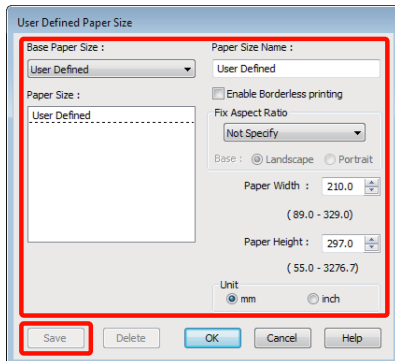 User Defined Paper Size
Base Paper Size :
User Defined
Paper Size :
User Defined
Paper Size Name :
User Defined
Enable Borderless printing
Fix Aspect Ratio
Not Specify
Base : Landscape Portrait
Paper Width : 210.0
( 89.0 - 329.0)
Paper Height : 297.0
( 55.0 - 3276.7)
Unit
mm inch
Save Delete OK Cancel Help